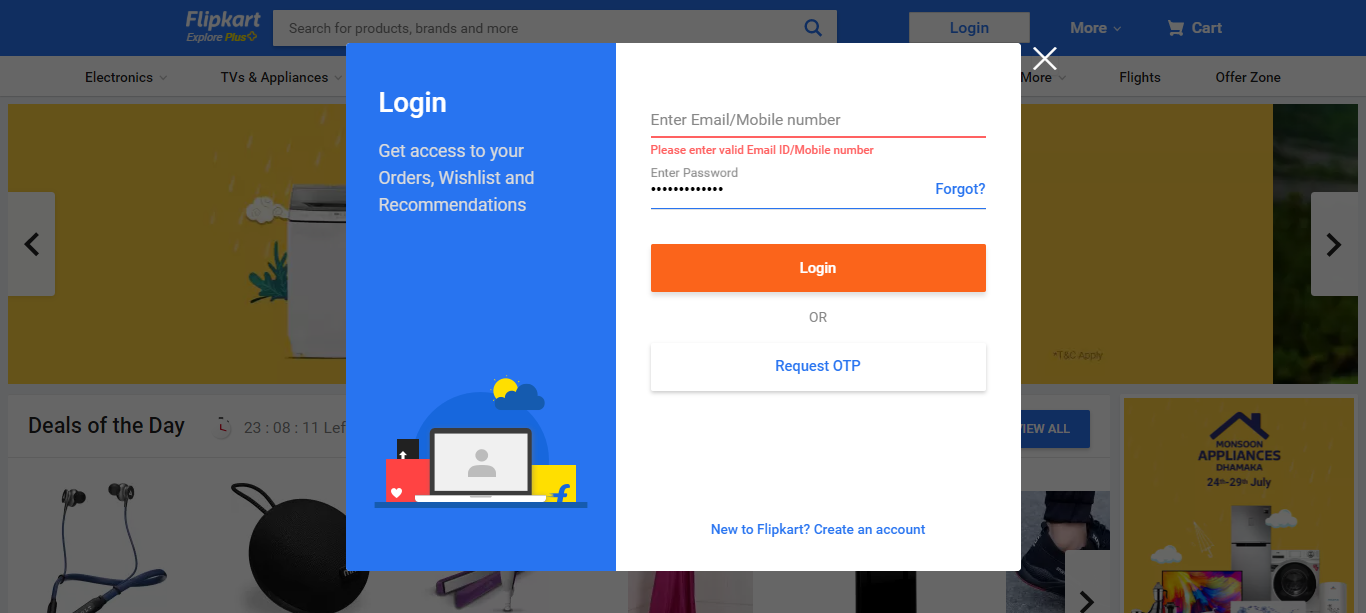 Flipkart
Explore Plus
Search for products, brands and more
Login
More
Cart
Electronics
TVs & Appliances
More
Flights
Offer Zone
Login
Get access to your
Orders, Wishlist and
Recommendations
Enter Email/Mobile number
Please enter valid Email ID/Mobile number
Enter Password
•••••••••••••
Forgot?
Login
OR
Request OTP
New to Flipkart? Create an account
*T&C Apply
Deals of the Day
23 : 08 : 11 Lef
VIEW ALL
MONSOON
APPLIANCES
DHAMAKA
24th-29th July